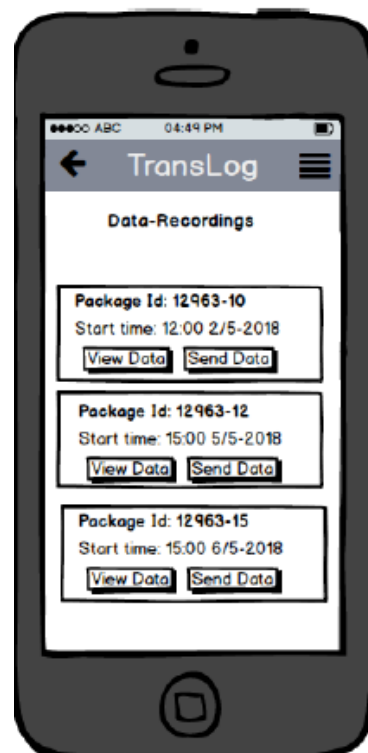 ABC 04:49 PM
TransLog
Data-Recordings
Package Id: 12963-10
Start time: 12:00 2/5-2018
View Data Send Data
Package Id: 12963-12
Start time: 15:00 5/5-2018
View Data Send Data
Package Id: 12963-15
Start time: 15:00 6/5-2018
View Data Send Data